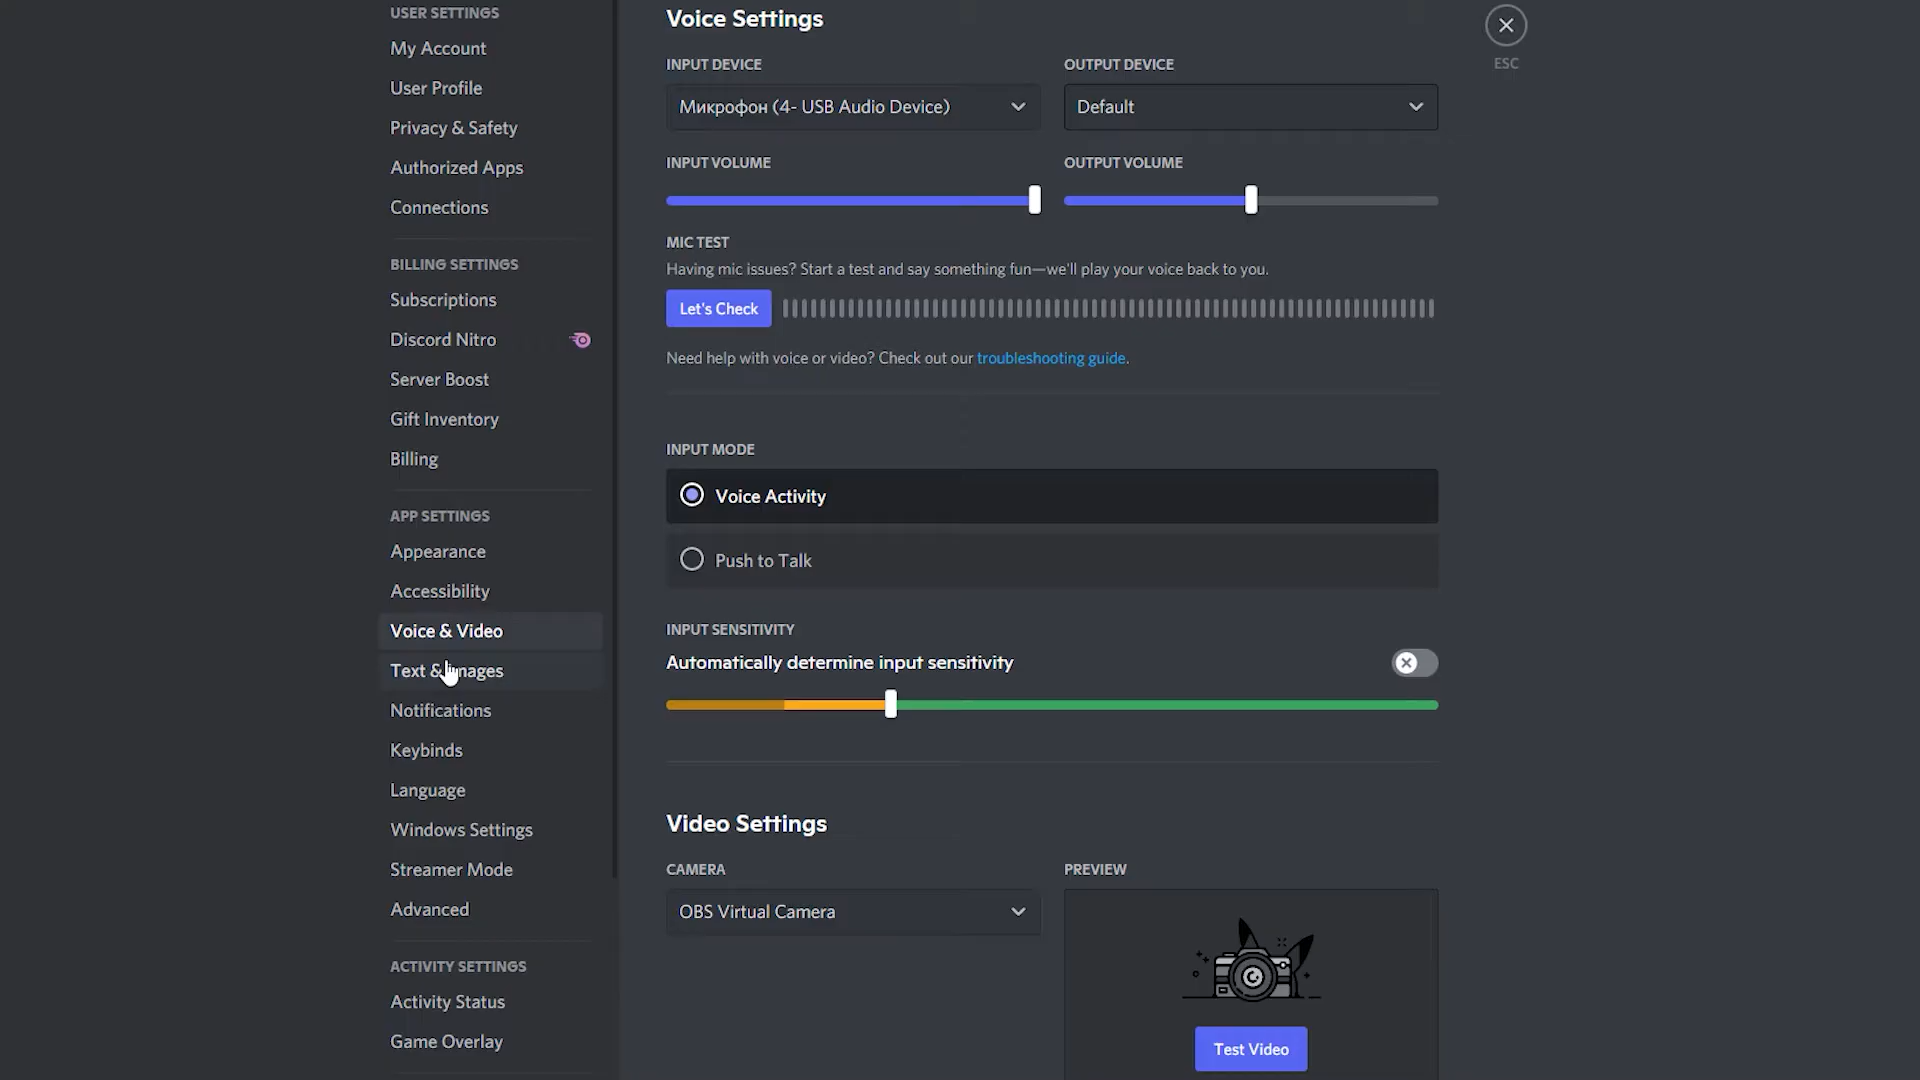 USER SETTINGS
My Account
User Profile
Privacy & Safety
Authorized Apps
Connections
BILLING SETTINGS
Subscriptions
Discord Nitro
Server Boost
Gift Inventory
Billing
APP SETTINGS
Appearance
Accessibility
Voice & Video
Text & Images
Notifications
Keybinds
Language
Windows Settings
Streamer Mode
Advanced
ACTIVITY SETTINGS
Activity Status
Game Overlay
Voice Settings
INPUT DEVICE
Микрофон (4- USB Audio Device)
OUTPUT DEVICE
Default
INPUT VOLUME
OUTPUT VOLUME
MIC TEST
Having mic issues? Start a test and say something fun—we'll play your voice back to you.
Let's Check
Need help with voice or video? Check out our troubleshooting guide.
INPUT MODE
Voice Activity
Push to Talk
INPUT SENSITIVITY
Automatically determine input sensitivity
Video Settings
CAMERA
OBS Virtual Camera
PREVIEW
Test Video
ESC